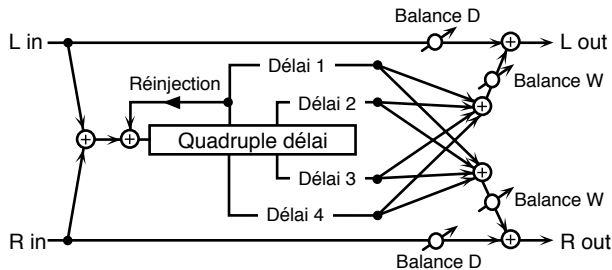 Balance D
L in
L out
Délai 1
Balance W
Réinjection
Délai 2
Quadruple délai
Délai 3
Balance W
Délai 4
R in
R out
Balance D